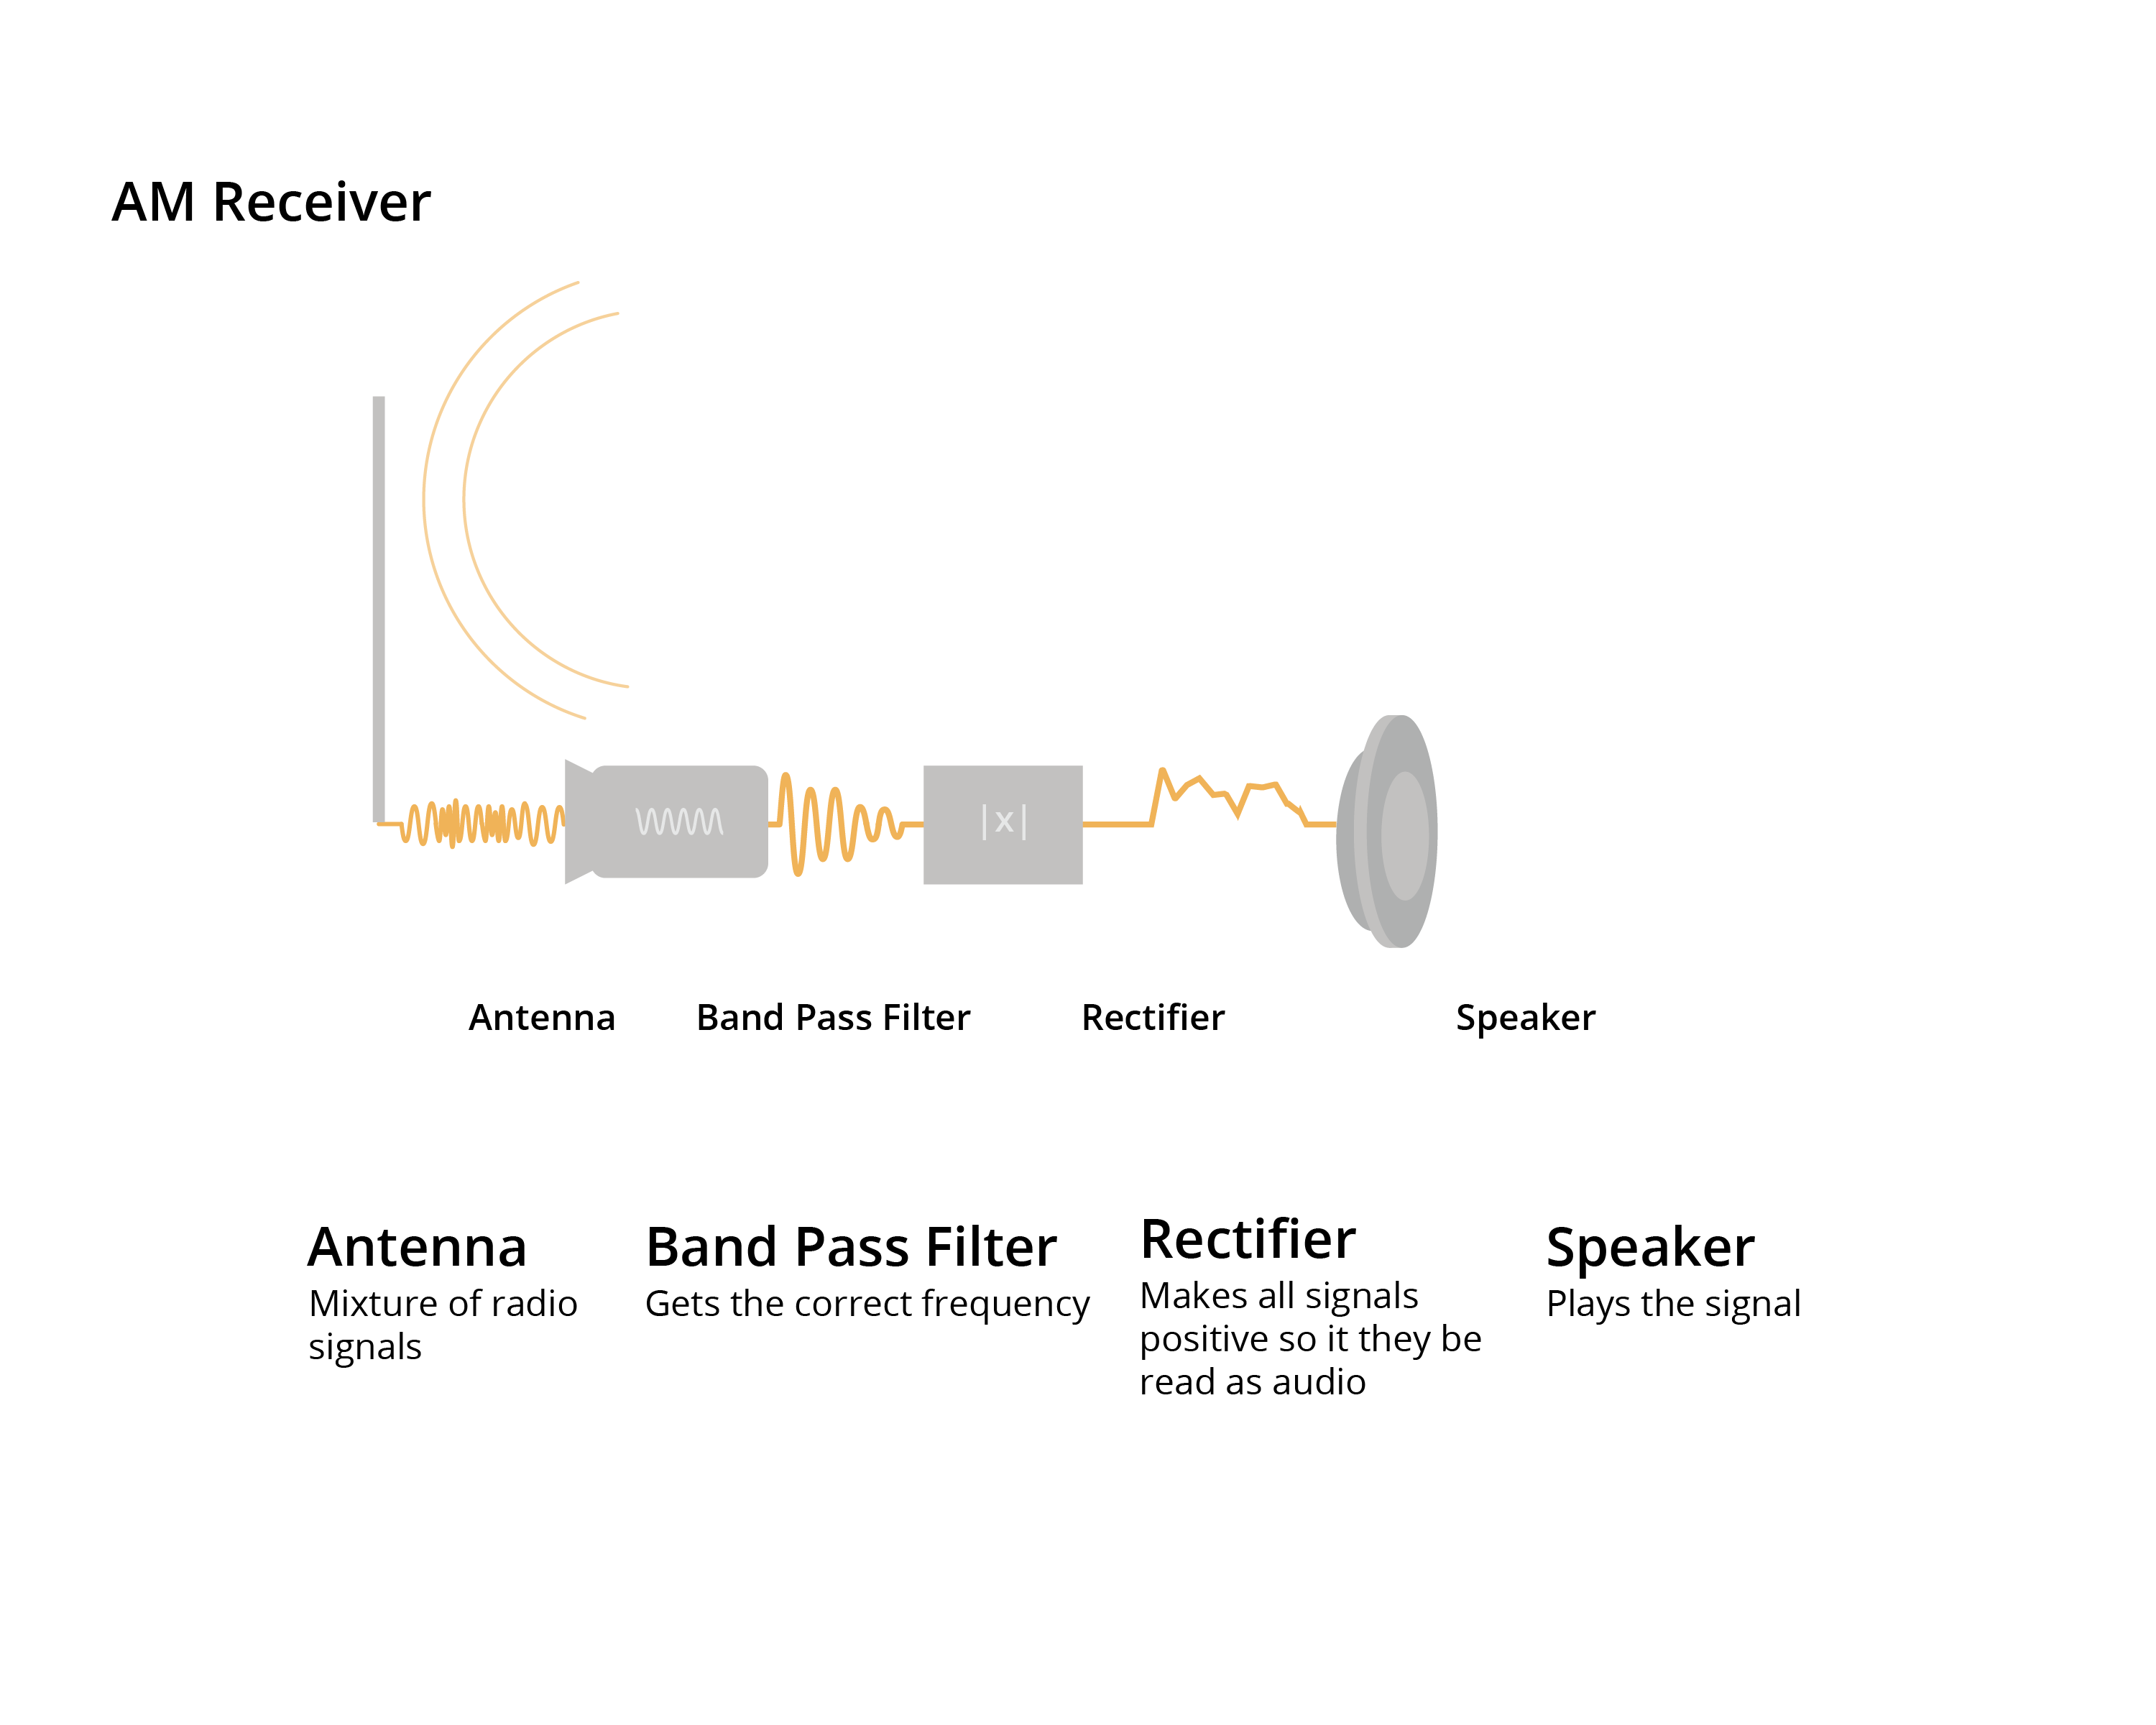 AM Receiver
|x|
Antenna
Band Pass Filter
Rectifier
Speaker
Antenna
Mixture of radio
signals
Band Pass Filter
Gets the correct frequency
Rectifier
Makes all signals
positive so it they be
read as audio
Speaker
Plays the signal